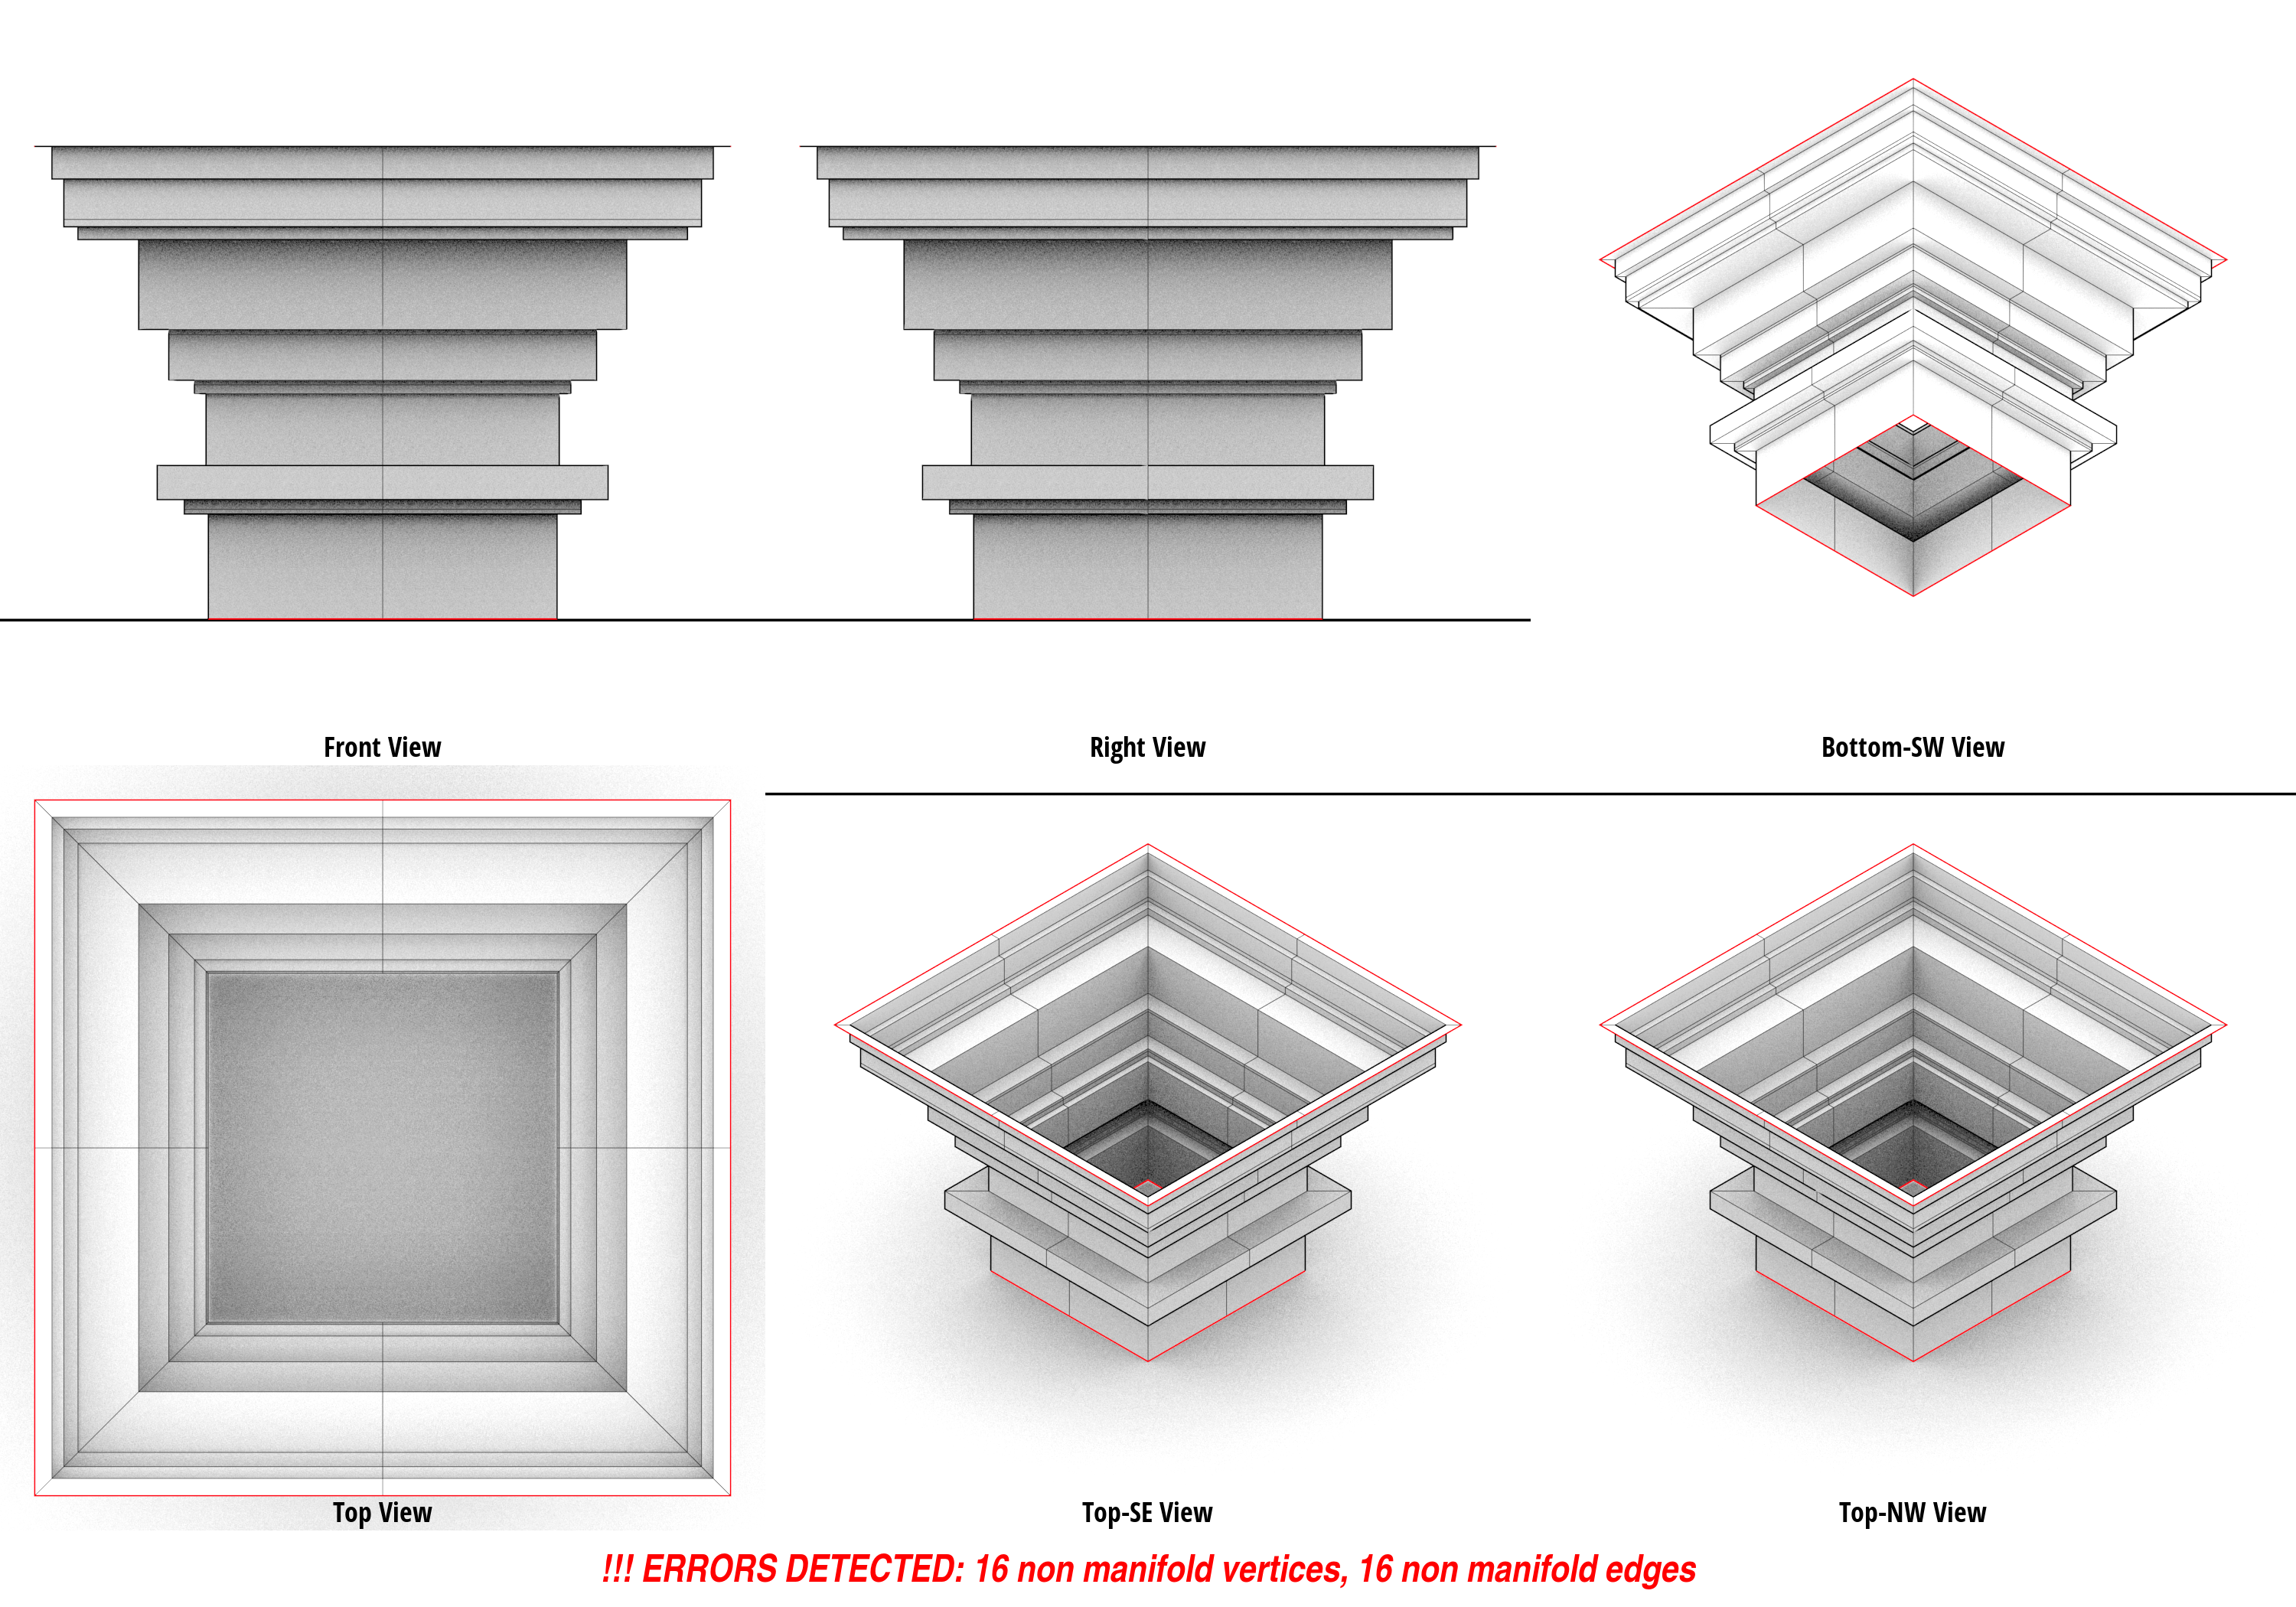 Front View
Right View
Bottom-SW View
Top View
Top-SE View
Top-NW View
!!! ERRORS DETECTED: 16 non manifold vertices, 16 non manifold edges